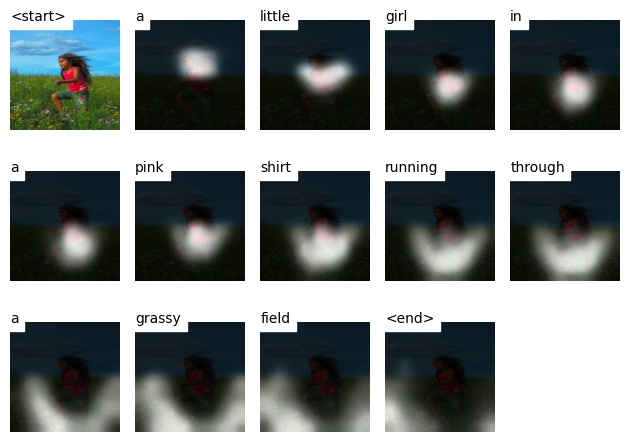 <start> a little girl in
a pink shirt running through
a grassy field <end>